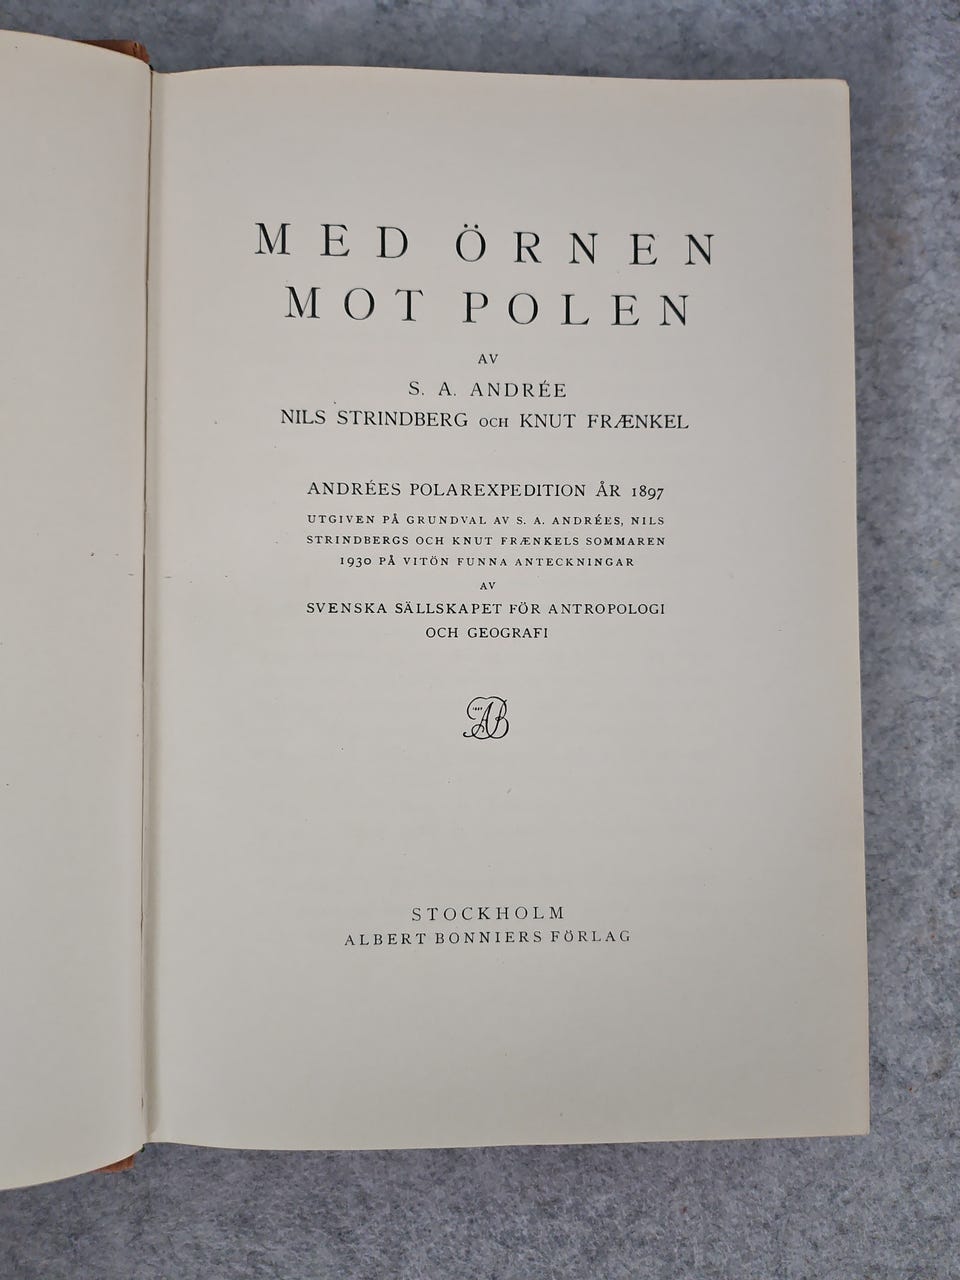 MED ÖRNEN
MOT POLEN
AV
S. A. ANDRÉE
NILS STRINDBERG OCH KNUT FRÆNKEL
ANDRÉES POLAREXPEDITION ÅR 1897
UTGIVEN PÅ GRUNDVAL AV S. A. ANDRÉES, NILS
STRINDBERGS OCH KNUT FRÆNKELS SOMMAREN
1930 PÅ VITÖN FUNNA ANTECKNINGAR
AV
SVENSKA SÄLLSKAPET FÖR ANTROPOLOGI
OCH GEOGRAFI
AB
STOCKHOLM
ALBERT BONNIERS FÖRLAG